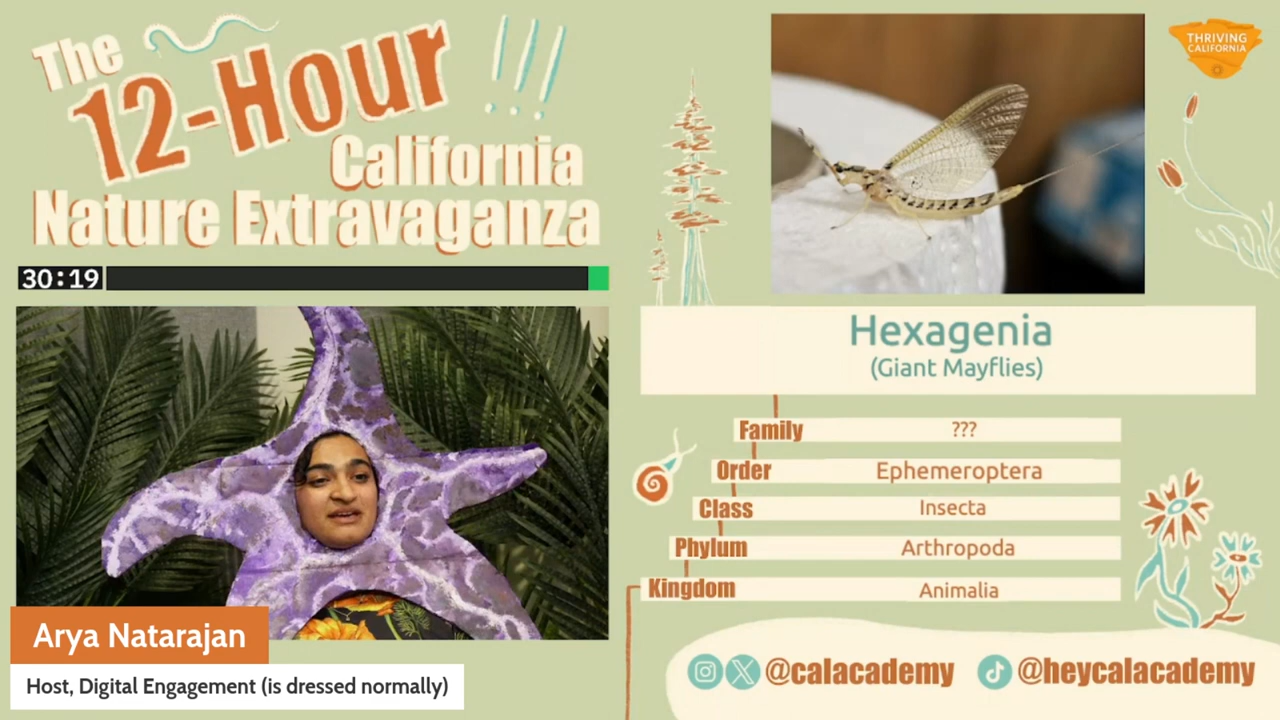 The
12-Hour
!!!
California
Nature Extravaganza
30:19
THRIVING
CALIFORNIA
Hexagenia
(Giant Mayflies)
Family ???
Order Ephemeroptera
Class Insecta
Phylum Arthropoda
Kingdom Animalia
Arya Natarajan
Host, Digital Engagement (is dressed normally)
@calacademy @heycalacademy